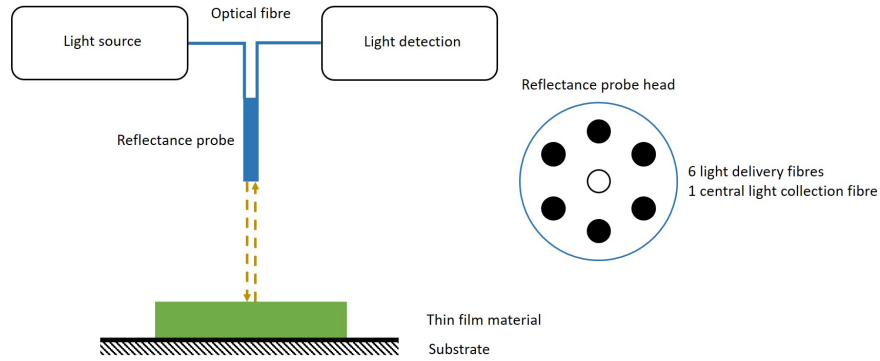 Optical fibre
Light source
Light detection
Reflectance probe head
Reflectance probe
6 light delivery fibres
1 central light collection fibre
Thin film material
Substrate